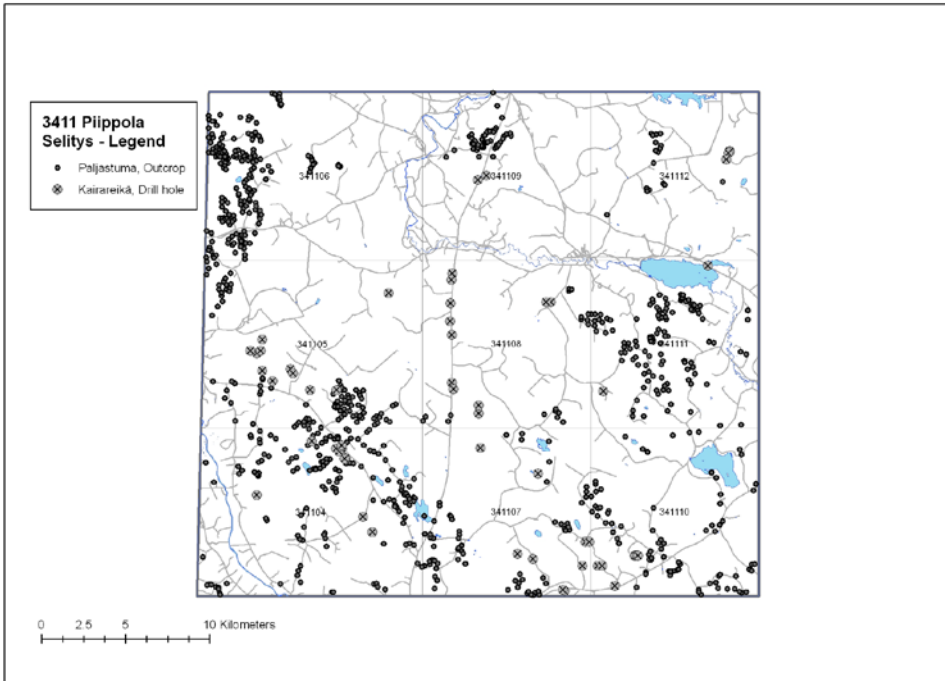 3411 Piippola
Selitys - Legend
Paljastuma, Outcrop
Kairareikä, Drill hole
341106
341109
341112
341105
341108
341111
341104
341107
341110
0 2.5 5 10 Kilometers